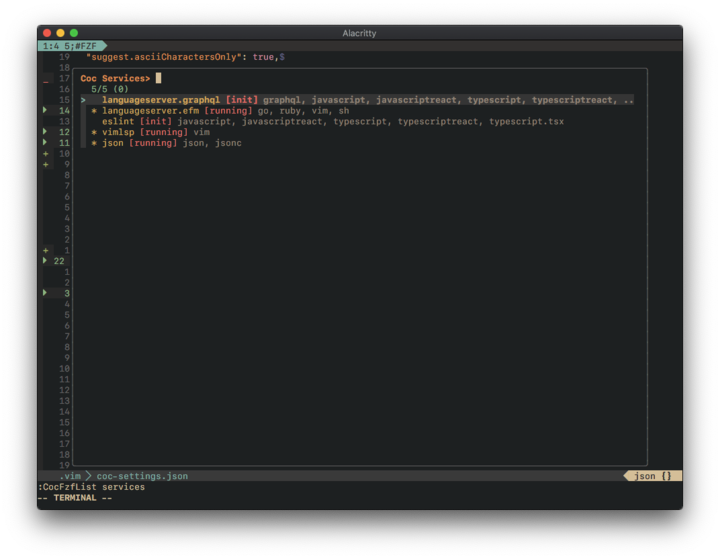 Alacritty
1:4 5;#FZF
19 "suggest.asciiCharactersOnly": true,$
18
_ 17 Coc Services>
16 5/5 (0)
15 > languageserver.graphql [init] graphql, javascript, javascriptreact, typescript, typescriptreact, ..
14 * languageserver.efm [running] go, ruby, vim, sh
13 eslint [init] javascript, javascriptreact, typescript, typescriptreact, typescript.tsx
12 * vimlsp [running] vim
11 * json [running] json, jsonc
+ 10
+ 9
8
7
6
5
4
3
2
+ 1
22
1
2
3
4
5
6
7
8
9
10
11
12
13
14
15
16
17
18
19
.vim > coc-settings.json json {}
:CocFzfList services
-- TERMINAL --